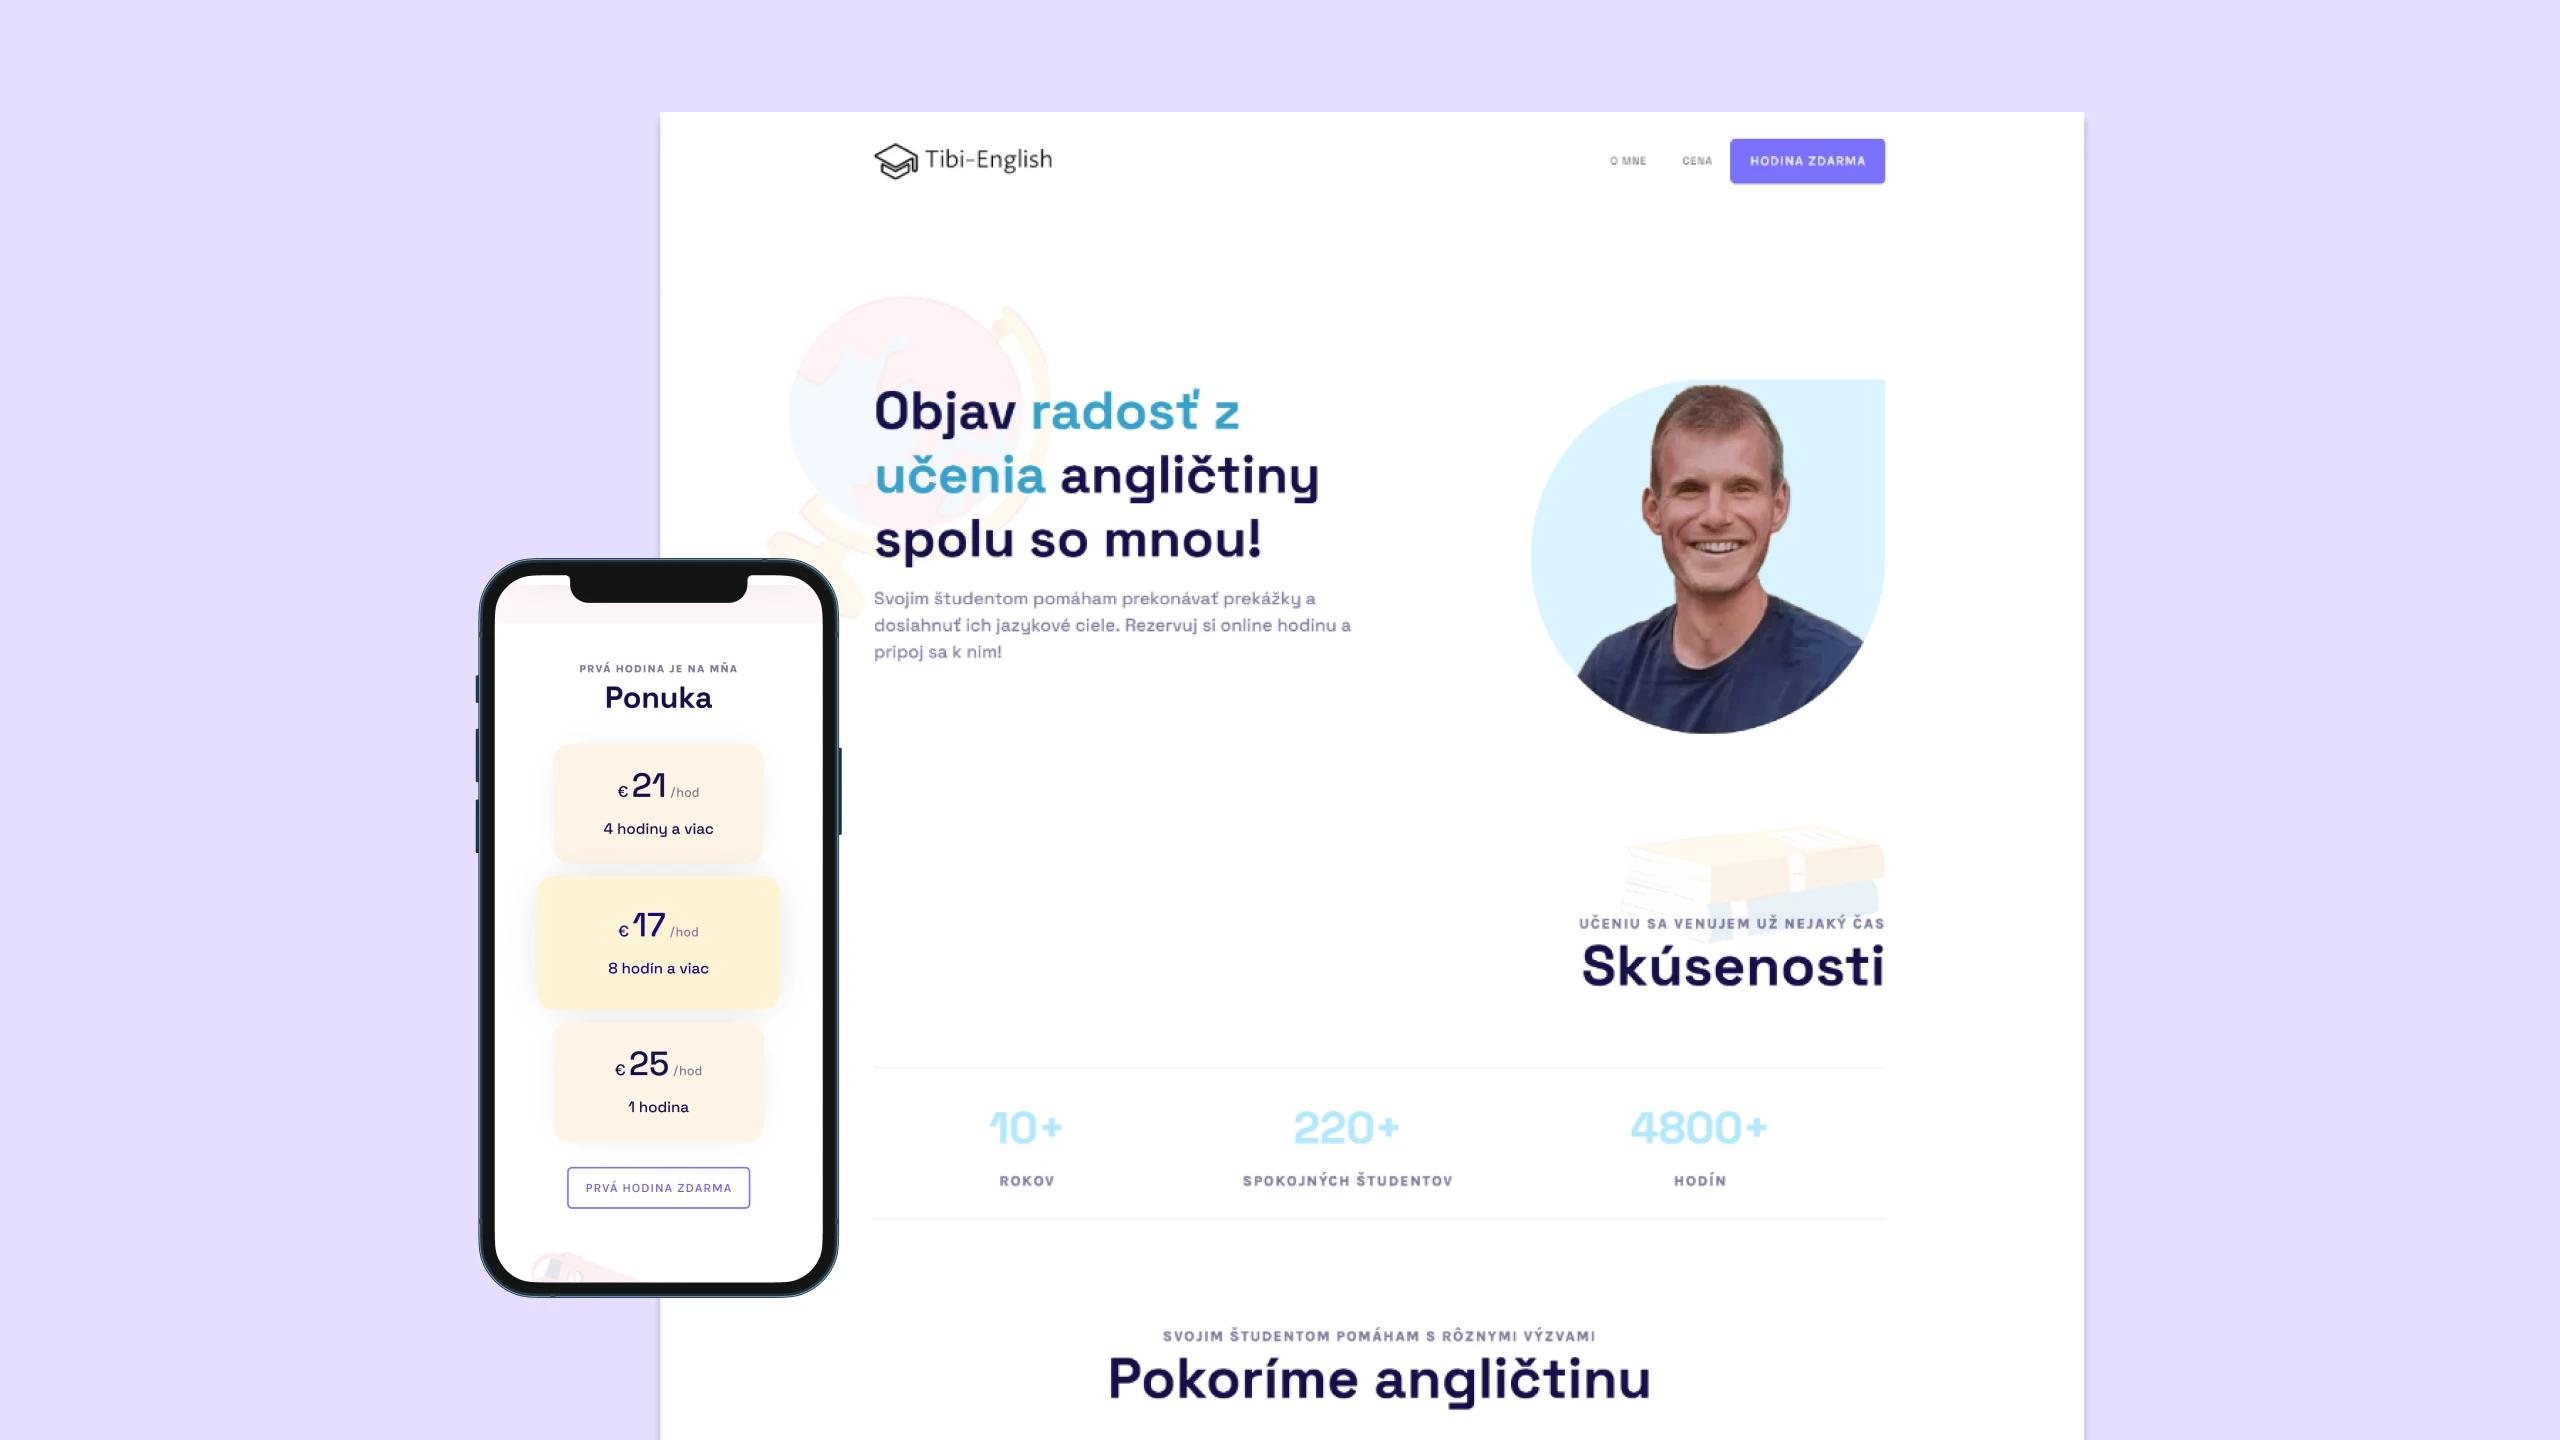 Tibi-English
O MNE
CENA
HODINA ZDARMA
Objav radosť z
učenia angličtiny
spolu so mnou!
Svojim študentom pomáham prekonávať prekážky a
dosiahnuť ich jazykové ciele. Rezervuj si online hodinu a
pripoj sa k nim!
PRVÁ HODINA JE NA MŇA
Ponuka
€ 21 /hod
4 hodiny a viac
€ 17 /hod
8 hodín a viac
€ 25 /hod
1 hodina
PRVÁ HODINA ZDARMA
UČENIU SA VENUJEM UŽ NEJAKÝ ČAS
Skúsenosti
10+
ROKOV
220+
SPOKOJNÝCH ŠTUDENTOV
4800+
HODÍN
SVOJIM ŠTUDENTOM POMÁHAM S RÔZNYMI VÝZVAMI
Pokoríme angličtinu